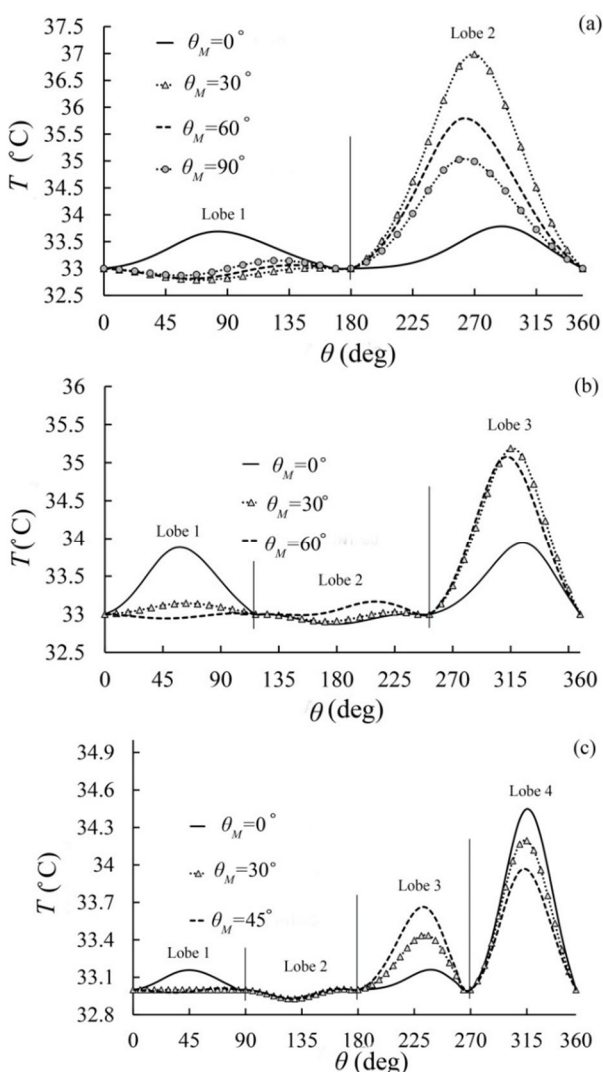 (a)
Lobe 2
37.5
37
36.5
36
35.5
35
34.5
34
33.5
33
32.5
T (°C)
θM=0°
θM=30°
θM=60°
θM=90°
Lobe 1
0 45 90 135 180 225 270 315 360
θ (deg)
(b)
36
35.5
35
34.5
34
33.5
33
32.5
T(°C)
Lobe 3
θM=0°
θM=30°
θM=60°
Lobe 1
Lobe 2
0 45 90 135 180 225 270 315 360
θ (deg)
(c)
34.9
34.6
34.3
34
33.7
33.4
33.1
32.8
T (°C)
Lobe 4
θM=0°
θM=30°
θM=45°
Lobe 3
Lobe 1
Lobe 2
0 45 90 135 180 225 270 315 360
θ (deg)